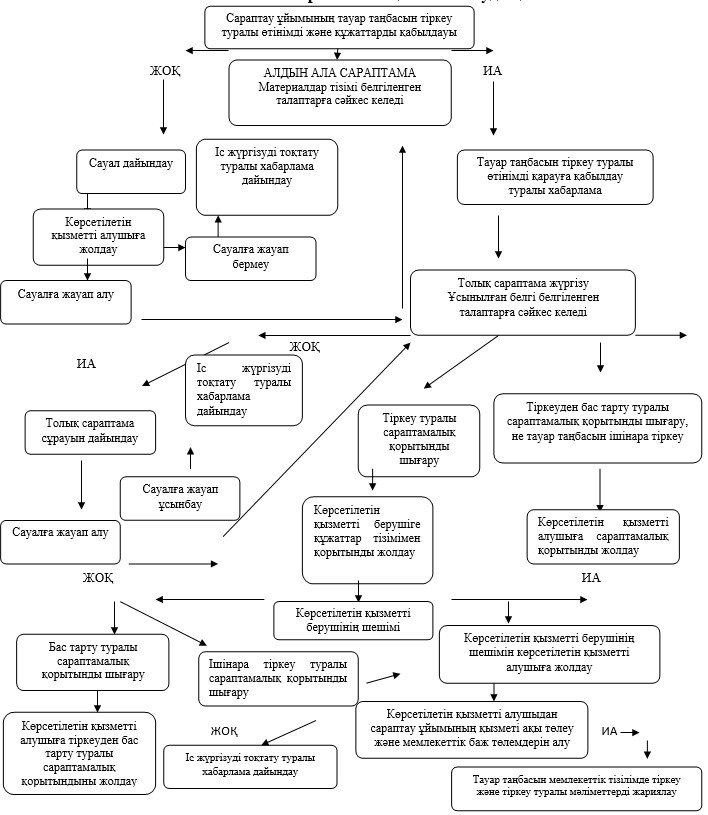 Сараптау ұйымының тауар таңбасын тіркеу
туралы өтінімді және құжаттарды қабылдауы
ЖОҚ
АЛДЫН АЛА САРАПТАМА
Материалдар тізімі белгіленген
талаптарға сәйкес келеді
ИА
Сауал дайындау
Іс жүргізуді тоқтату
туралы хабарлама
дайындау
Тауар таңбасын тіркеу туралы
өтінімді қарауға қабылдау
туралы хабарлама
Көрсетілетін
қызметті алушыға
жолдау
Сауалға жауап
бермеу
Сауалға жауап алу
Толық сараптама жүргізу
Ұсынылған белгі белгіленген
талаптарға сәйкес келеді
ЖОҚ
ИА
Іс жүргізуді
тоқтату туралы
хабарлама
дайындау
Толық сараптама
сұрауын дайындау
Тіркеу туралы
сараптамалық
қорытынды
шығару
Тіркеуден бас тарту туралы
сараптамалық қорытынды шығару,
не тауар таңбасын ішінара тіркеу
Сауалға жауап
ұсынбау
Сауалға жауап алу
Көрсетілетін
қызметті берушіге
құжаттар тізімімен
қорытынды жолдау
Көрсетілетін қызметті
алушыға сараптамалық
қорытынды жолдау
ЖОҚ
ИА
Көрсетілетін қызметті
берушінің шешімі
Бас тарту туралы
сараптамалық
қорытынды шығару
Ішінара тіркеу туралы
сараптамалық қорытынды
шығару
Көрсетілетін қызметті берушінің
шешімін көрсетілетін қызметті
алушыға жолдау
Көрсетілетін қызметті
алушыға тіркеуден бас
тарту туралы
сараптамалық
қорытындыны жолдау
ЖОҚ
Көрсетілетін қызметті алушыдан
сараптау ұйымының қызметі ақы төлеу
және мемлекеттік баж төлемдерін алу
ИА
Іс жүргізуді тоқтату туралы
хабарлама дайындау
Тауар таңбасын мемлекеттік тізілімде тіркеу
және тіркеу туралы мәліметтерді жариялау